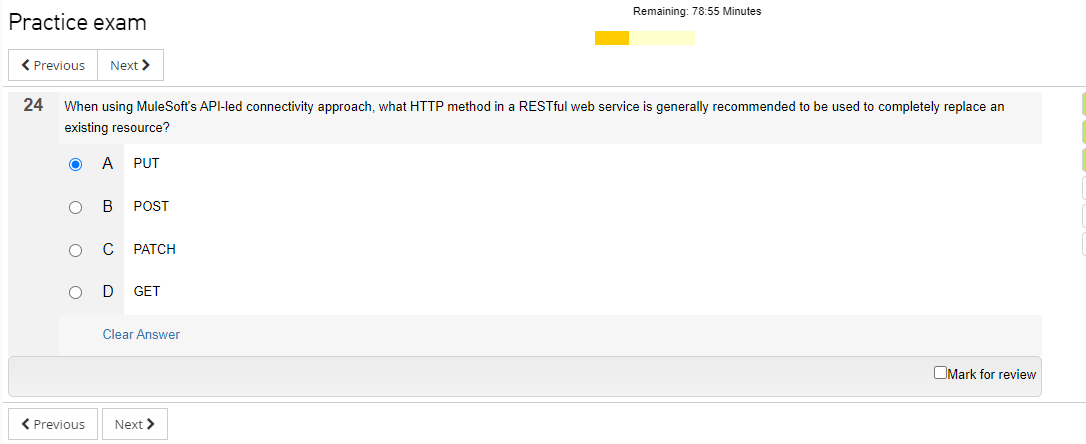 Practice exam
Remaining: 78:55 Minutes
Previous
Next
24
When using MuleSoft's API-led connectivity approach, what HTTP method in a RESTful web service is generally recommended to be used to completely replace an
existing resource?
A PUT
B POST
C PATCH
D GET
Clear Answer
Mark for review
Previous
Next